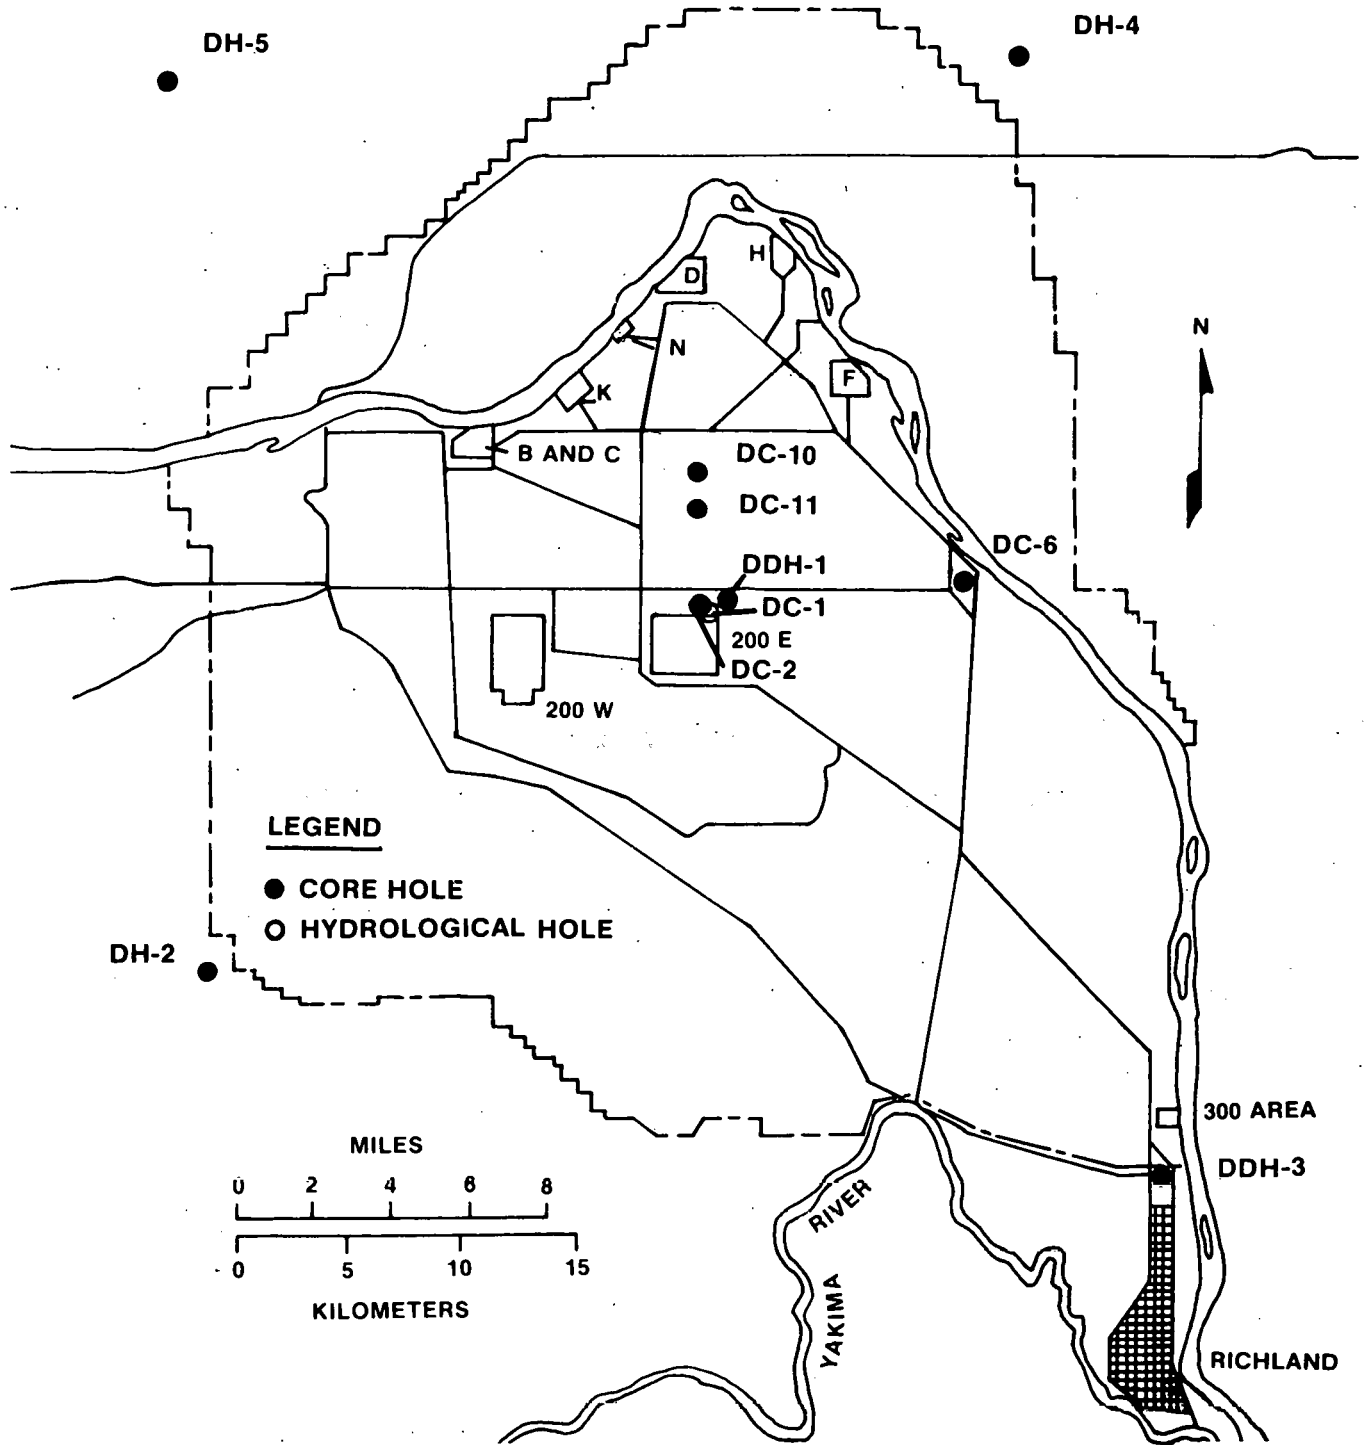 DH-5
DH-4
H
D
N
N
K
F
B AND C
DC-10
DC-11
DC-6
DDH-1
DC-1
200 E
DC-2
200 W
LEGEND
CORE HOLE
HYDROLOGICAL HOLE
DH-2
300 AREA
MILES
DDH-3
0 2 4 6 8
RIVER
0 5 10 15
KILOMETERS
YAKIMA
RICHLAND